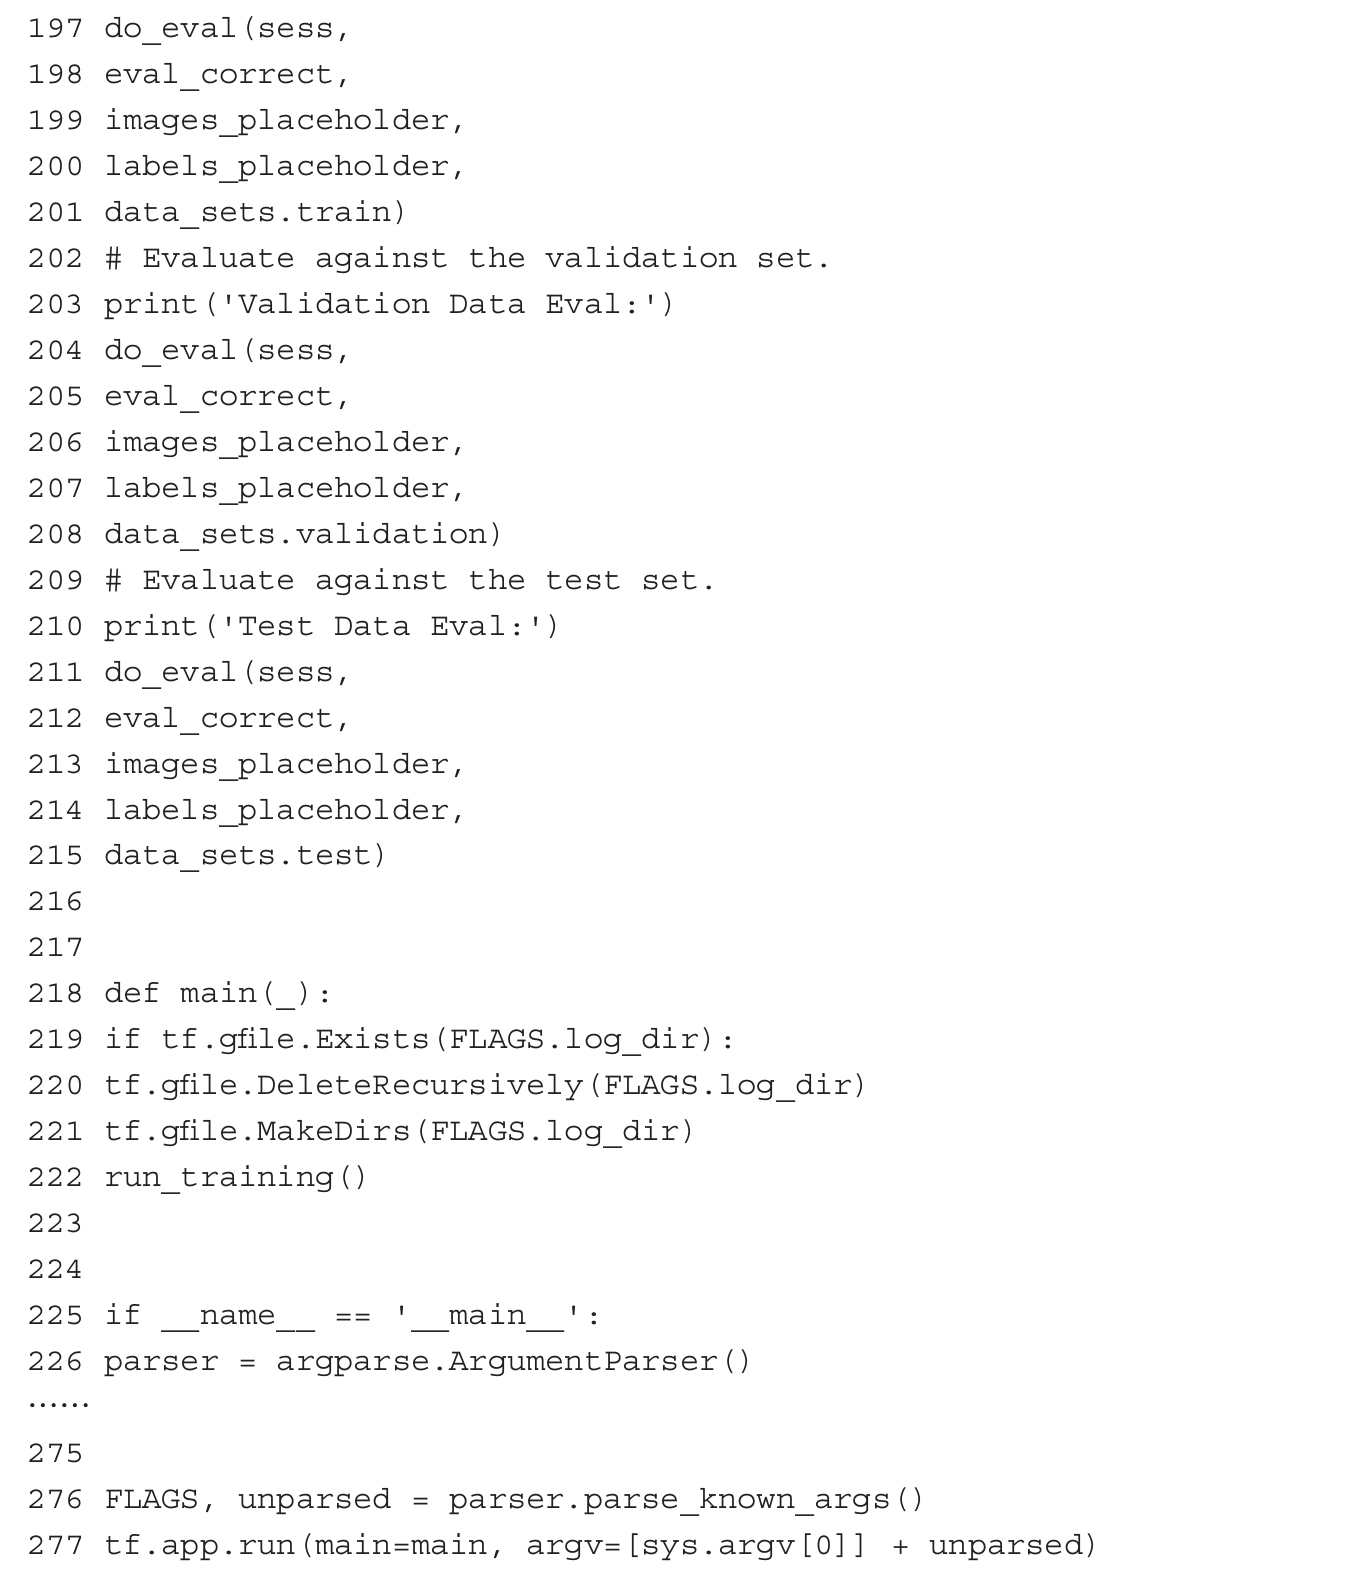 197 do_eval(sess,
198 eval_correct,
199 images_placeholder,
200 labels_placeholder,
201 data_sets.train)
202 # Evaluate against the validation set.
203 print('Validation Data Eval:')
204 do_eval(sess,
205 eval_correct,
206 images_placeholder,
207 labels_placeholder,
208 data_sets.validation)
209 # Evaluate against the test set.
210 print('Test Data Eval:')
211 do_eval(sess,
212 eval_correct,
213 images_placeholder,
214 labels_placeholder,
215 data_sets.test)
216
217
218 def main(_):
219 if tf.gfile.Exists(FLAGS.log_dir):
220 tf.gfile.DeleteRecursively(FLAGS.log_dir)
221 tf.gfile.MakeDirs(FLAGS.log_dir)
222 run_training()
223
224
225 if __name__ == '__main__':
226 parser = argparse.ArgumentParser()
......
275
276 FLAGS, unparsed = parser.parse_known_args()
277 tf.app.run(main=main, argv=[sys.argv[0]] + unparsed)